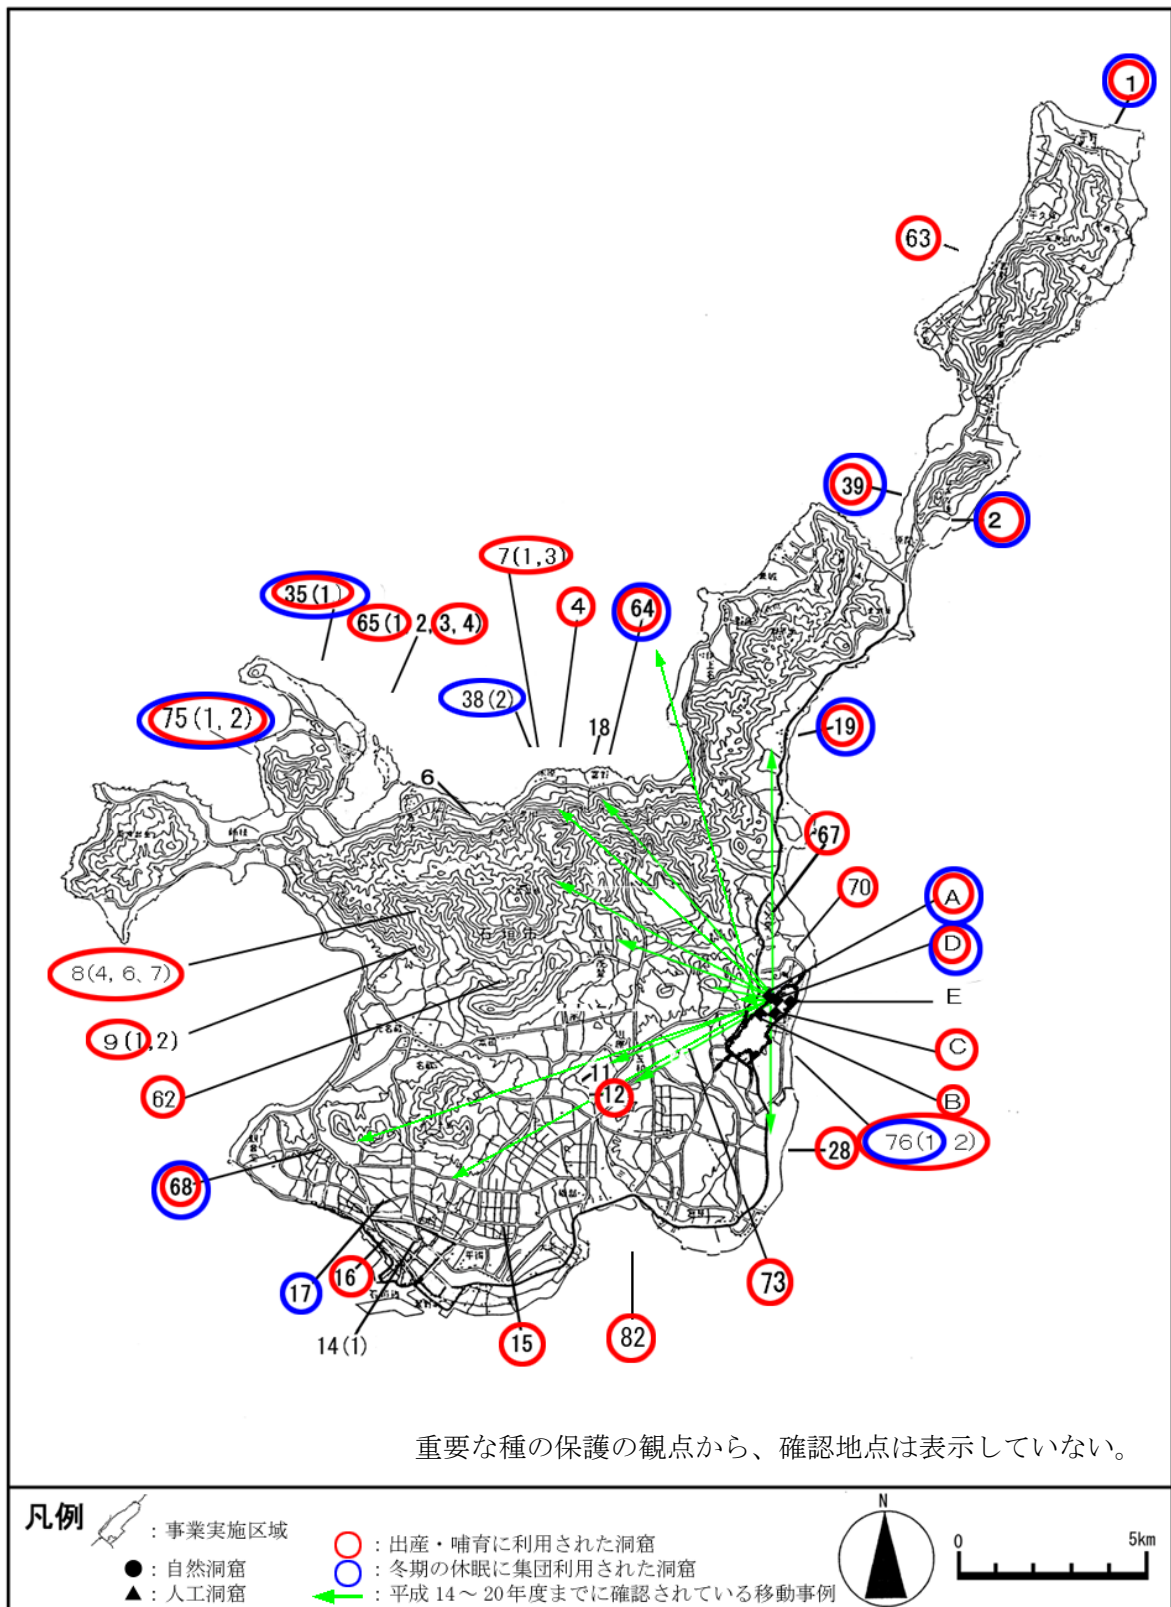 1
63
39
2
7(1,3)
4
64
35(1)
65(1 2,3,4)
38(2)
18
75(1,2)
19
6
67
70
A
D
E
石垣市
8(4,6、7)
9(1,2)
C
62
11
12
B
76(1 2)
28
68
17
16
73
14(1)
15
82
重要な種の保護の観点から、確認地点は表示していない。
凡例
:事業実施区域
:自然洞窟
:人工洞窟
:出産・哺育に利用された洞窟
:冬期の休眠に集団利用された洞窟
:平成14～20年度までに確認されている移動事例
N
0 5km